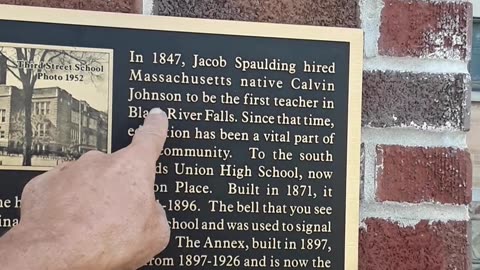 Third Street School
Photo 1952
In 1847, Jacob Spaulding hired
Massachusetts native Calvin
Johnson to be the first teacher in
Black River Falls. Since that time,
education has been a vital part of
community. To the south
Union High School, now
Place. Built in 1871, it
-1896. The bell that you see
school and was used to signal
The Annex, built in 1897,
from 1897-1926 and is now the